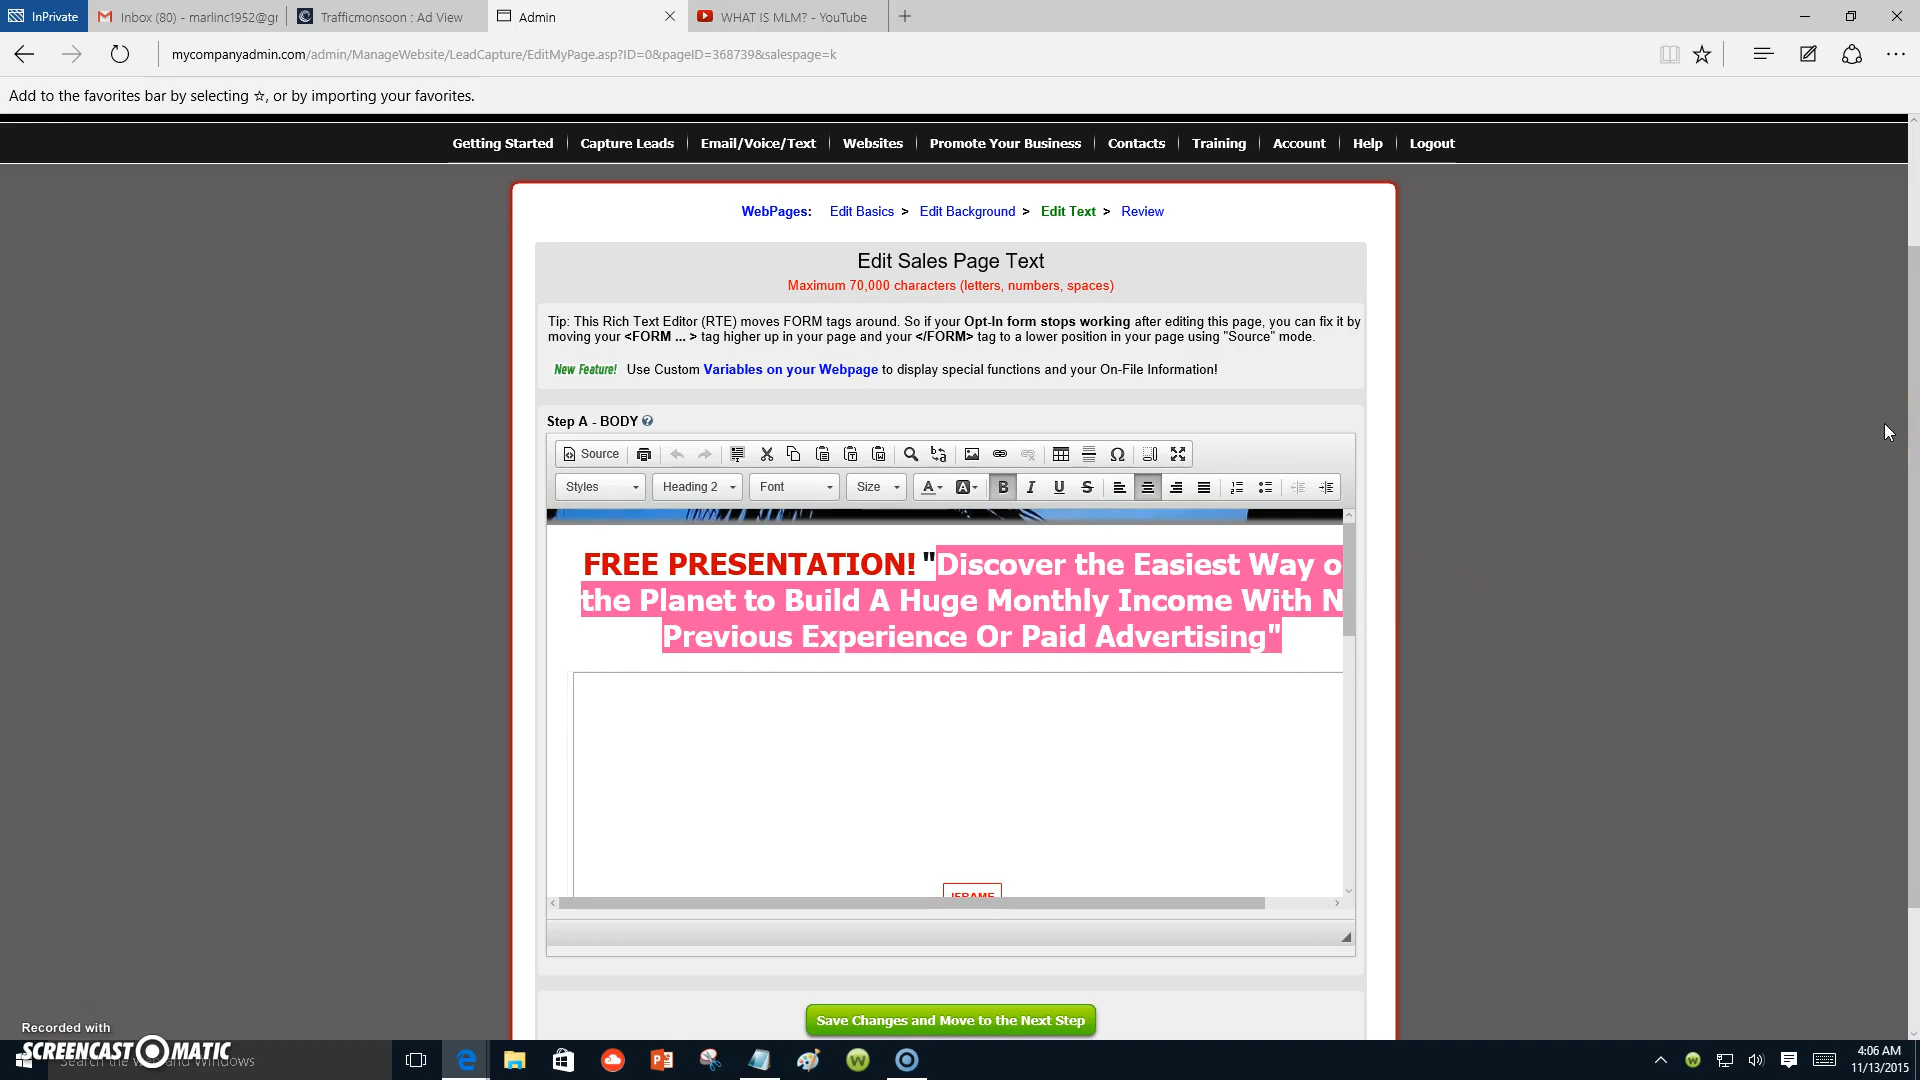 InPrivate
Inbox (80) - marlinc1952@gr
Trafficmonsoon : Ad View
Admin
WHAT IS MLM? - YouTube
mycompanyadmin.com/admin/ManageWebsite/LeadCapture/EditMyPage.asp?ID=0&pageID=368739&salespage=k
Add to the favorites bar by selecting ☆, or by importing your favorites.
Getting Started Capture Leads Email/Voice/Text Websites Promote Your Business Contacts Training Account Help Logout
WebPages: Edit Basics > Edit Background > Edit Text > Review
Edit Sales Page Text
Maximum 70,000 characters (letters, numbers, spaces)
Tip: This Rich Text Editor (RTE) moves FORM tags around. So if your Opt-In form stops working after editing this page, you can fix it by
moving your <FORM ... > tag higher up in your page and your </FORM> tag to a lower position in your page using "Source" mode.
New Feature! Use Custom Variables on your Webpage to display special functions and your On-File Information!
Step A - BODY
Source
Styles Heading 2 Font Size A A B I U S
FREE PRESENTATION! "Discover the Easiest Way o
the Planet to Build A Huge Monthly Income With N
Previous Experience Or Paid Advertising"
IFRAME
Save Changes and Move to the Next Step
Recorded with
SCREENCAST MATIC
Search the web and Windows
4:06 AM
11/13/2015